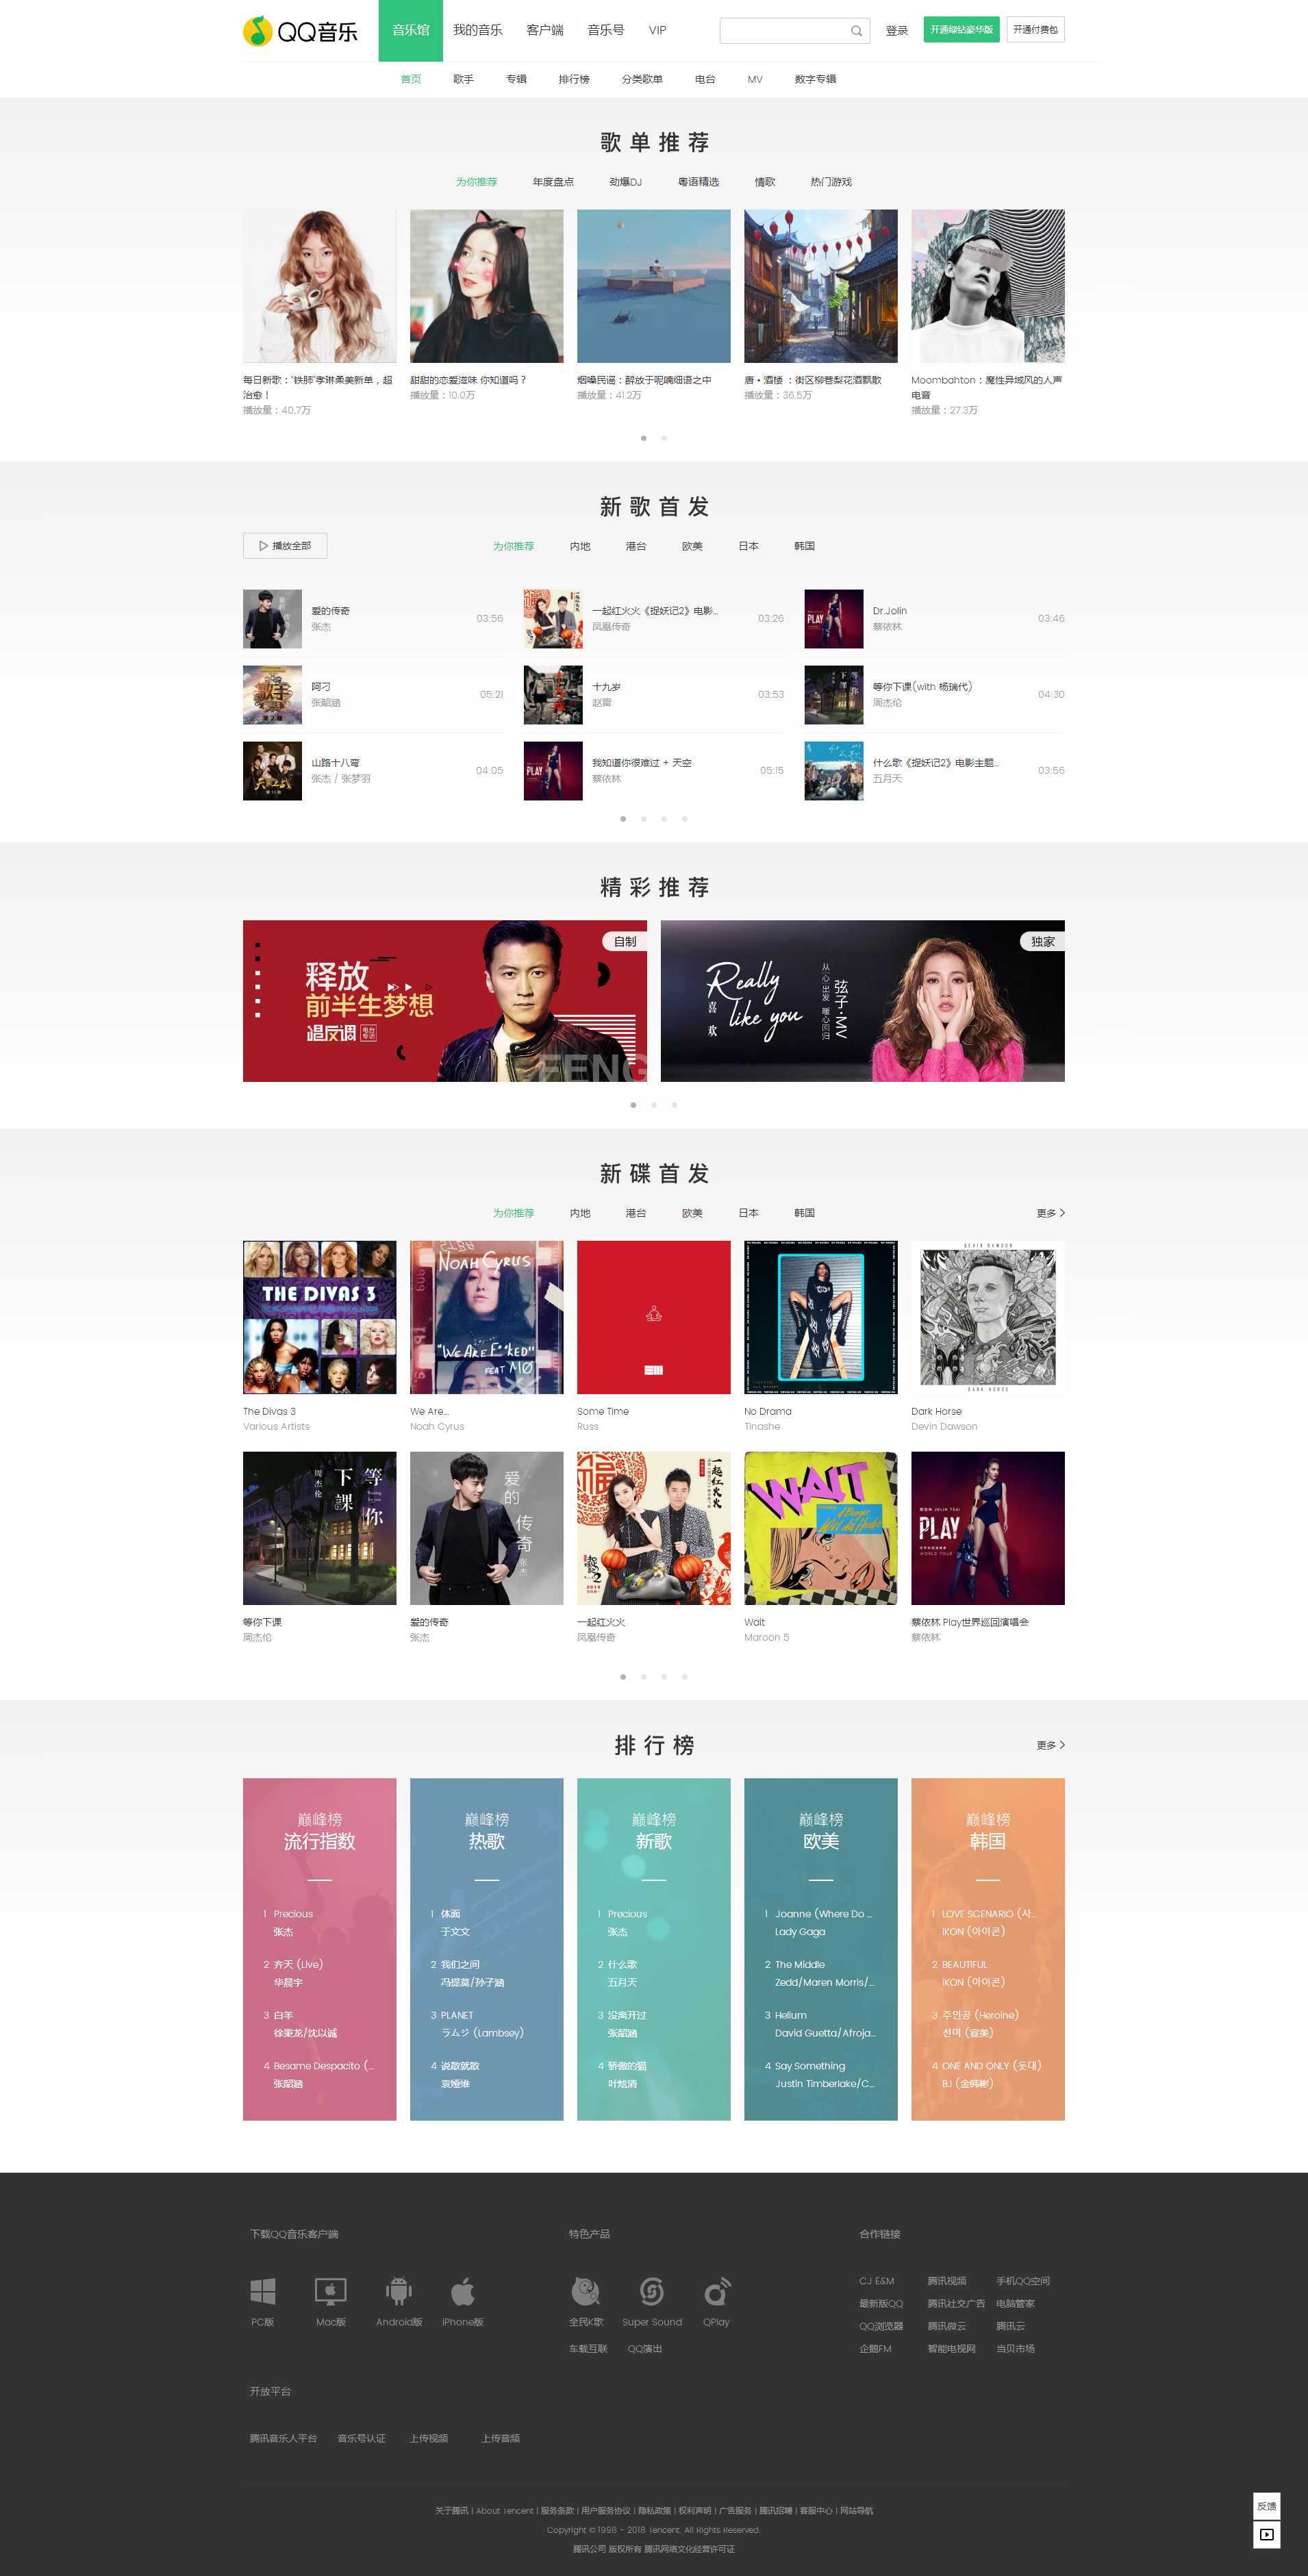 QQ音乐
音乐馆 我的音乐 客户端 音乐号 VIP
登录 开通绿钻豪华版 开通付费包
首页 歌手 专辑 排行榜 分类歌单 电台 MV 数字专辑
歌单推荐
为你推荐 年度盘点 劲爆DJ 粤语精选 情歌 热门游戏
每日新歌：“铁肺”孝琳柔美新单，超治愈！
播放量：40.7万
甜甜的恋爱滋味 你知道吗？
播放量：10.0万
烟嗓民谣：醉放于呢喃细语之中
播放量：41.2万
唐·酒楼 ：街区柳巷梨花酒飘散
播放量：36.5万
Moombahton：魔性异域风的人声电音
播放量：27.3万
新歌首发
播放全部
为你推荐 内地 港台 欧美 日本 韩国
爱的传奇
张杰
03:56
一起红火火《捉妖记2》电影...
凤凰传奇
03:26
PLAY
Dr.Jolin
蔡依林
03:46
阿刁
张韶涵
05:21
十九岁
赵雷
03:53
等你下课(with 杨瑞代)
周杰伦
04:30
山路十八弯
张杰 / 张梦羽
04:05
PLAY
我知道你很难过 + 天空
蔡依林
05:15
什么歌《捉妖记2》电影主题...
五月天
03:56
精彩推荐
自制
释放
前半生梦想
唱反调 电台专访
FENG
独家
Really like you
喜欢
从心出发 暖心回归
弦子·MV
新碟首发
为你推荐 内地 港台 欧美 日本 韩国
更多
THE DIVAS 3
NOAH CYRUS
"WE ARE F*CKED"
FEAT MØ
DEVIN DAWSON
DARK HORSE
The Divas 3
Various Artists
We Are...
Noah Cyrus
Some Time
Russ
No Drama
Tinashe
Dark Horse
Devin Dawson
等你下課
周杰伦
爱的传奇
张杰
一起红火火
WAIT
PLAY
WORLD TOUR
等你下课
周杰伦
爱的传奇
张杰
一起红火火
凤凰传奇
Wait
Maroon 5
蔡依林 Play世界巡回演唱会
蔡依林
排行榜
更多
巅峰榜
流行指数
1 Precious
张杰
2 齐天 (Live)
华晨宇
3 白羊
徐秉龙/沈以诚
4 Besame Despacito (...
张韶涵
巅峰榜
热歌
1 体面
于文文
2 我们之间
冯提莫/孙子涵
3 PLANET
ラムジ (Lambsey)
4 说散就散
袁娅维
巅峰榜
新歌
1 Precious
张杰
2 什么歌
五月天
3 没离开过
张韶涵
4 骄傲的猫
叶炫清
巅峰榜
欧美
1 Joanne (Where Do ...
Lady Gaga
2 The Middle
Zedd/Maren Morris/...
3 Helium
David Guetta/Afroja...
4 Say Something
Justin Timberlake/C...
巅峰榜
韩国
1 LOVE SCENARIO (사...
iKON (아이콘)
2 BEAUTIFUL
iKON (아이콘)
3 주인공 (Heroine)
선미 (宣美)
4 ONE AND ONLY (돗대)
B.I (金韩彬)
下载QQ音乐客户端
PC版 Mac版 Android版 iPhone版
特色产品
全民K歌 Super Sound QPlay
车载互联 QQ演出
合作链接
CJ E&M 腾讯视频 手机QQ空间
最新版QQ 腾讯社交广告 电脑管家
QQ浏览器 腾讯微云 腾讯云
企鹅FM 智能电视网 当贝市场
开放平台
腾讯音乐人平台 音乐号认证 上传视频 上传音频
关于腾讯 | About Tencent | 服务条款 | 用户服务协议 | 隐私政策 | 权利声明 | 广告服务 | 腾讯招聘 | 客服中心 | 网站导航
Copyright © 1998 - 2018 Tencent. All Rights Reserved.
腾讯公司 版权所有 腾讯网络文化经营许可证
反馈